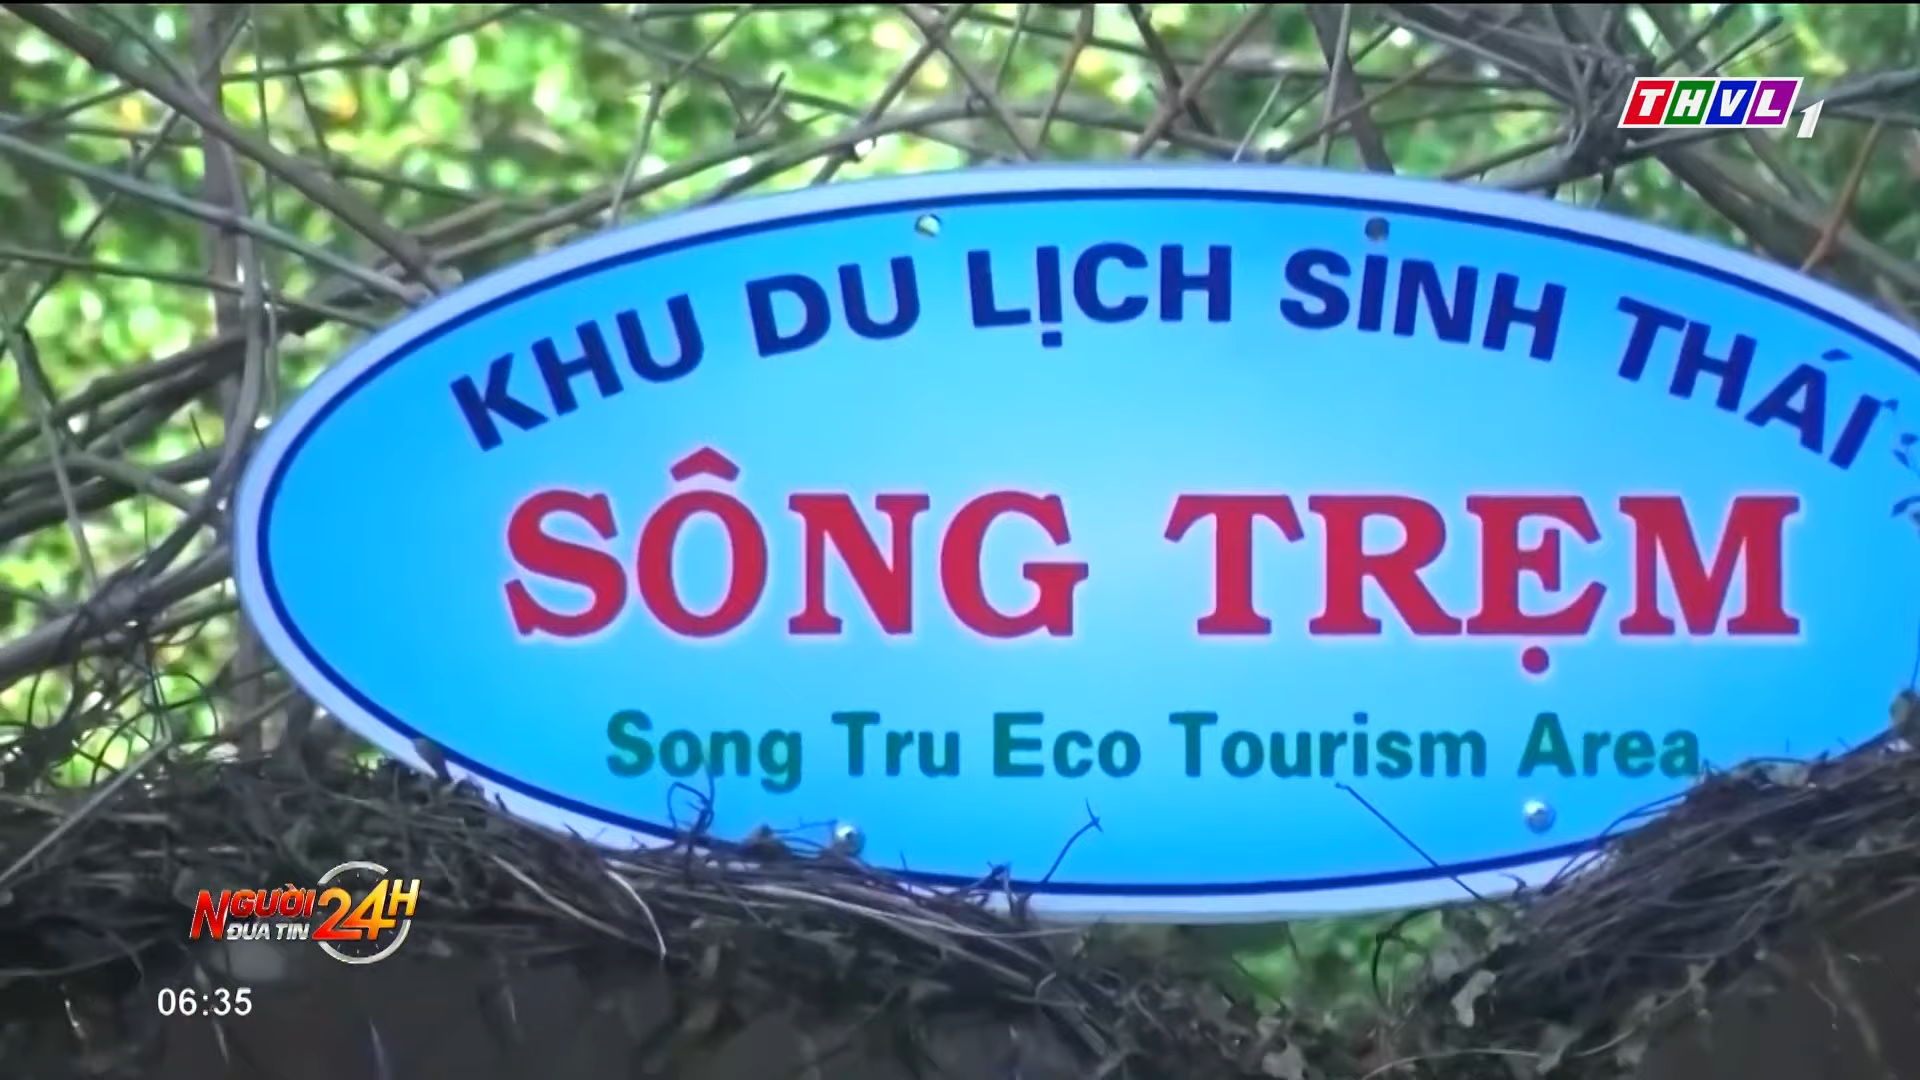 THVL1
KHU DU LỊCH SINH THÁI
SÔNG TRẸM
Song Tru Eco Tourism Area
NGƯỜI
ĐƯA TIN
24H
06:35